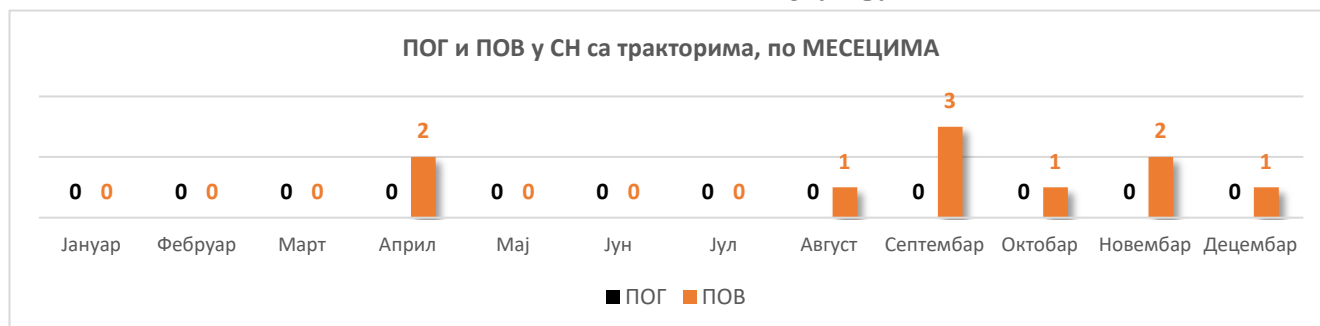 ПОГ и ПОВ у СН са тракторима, по МЕСЕЦИМА
3
2 2
1 1 1
0 0 0 0 0 0 0 0 0 0 0 0 0 0 0 0 0 0
Јануар Фебруар Март Април Мај Јун Јул Август Септембар Октобар Новембар Децембар
ПОГ ПОВ